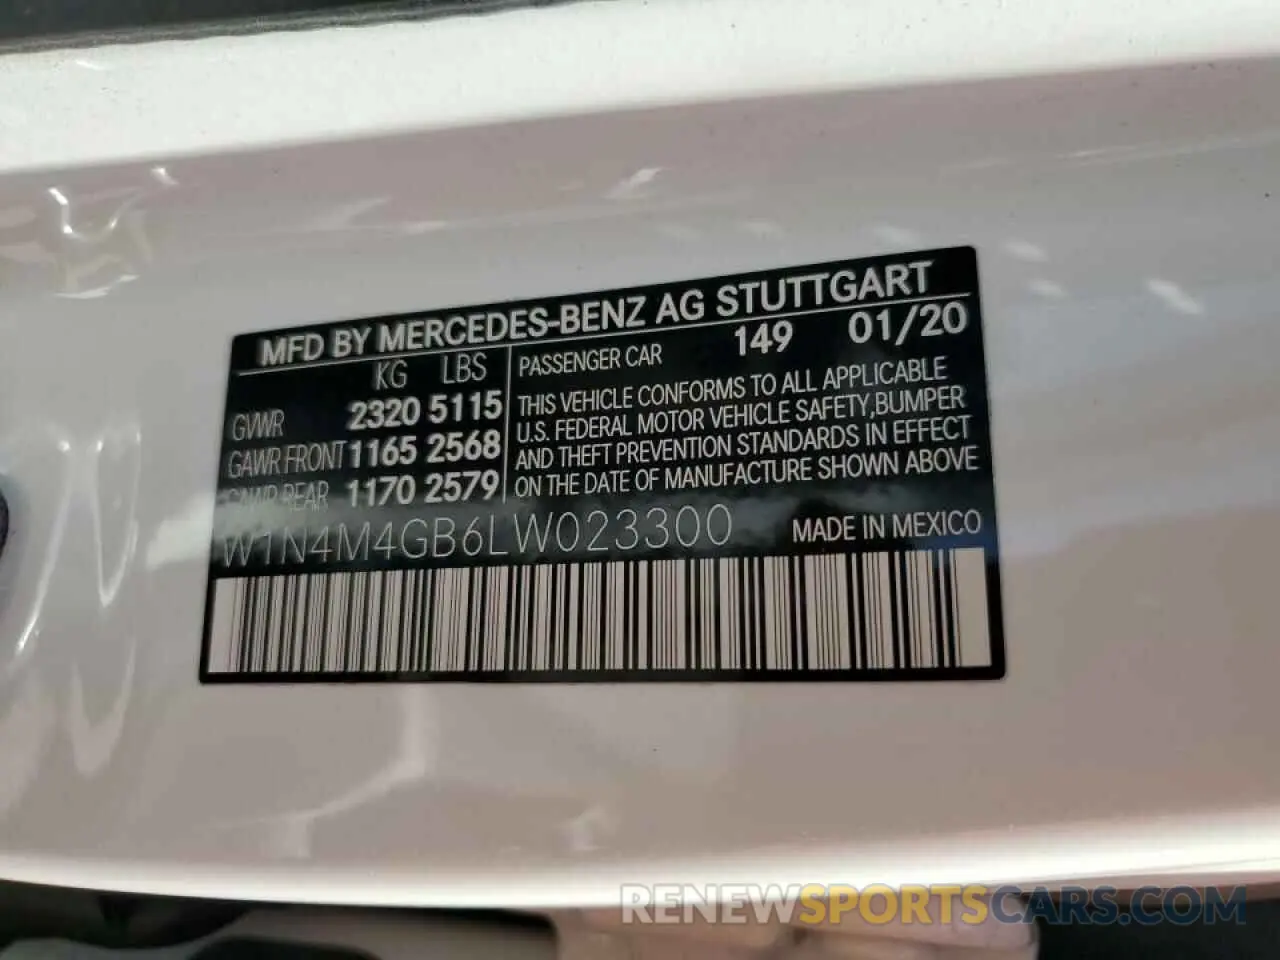 MFD BY MERCEDES-BENZ AG STUTTGART
KG LBS PASSENGER CAR 149 01/20
GVWR 2320 5115
GAWR FRONT 1165 2568
GAWR REAR 1170 2579
THIS VEHICLE CONFORMS TO ALL APPLICABLE
U.S. FEDERAL MOTOR VEHICLE SAFETY, BUMPER
AND THEFT PREVENTION STANDARDS IN EFFECT
ON THE DATE OF MANUFACTURE SHOWN ABOVE
W1N4M4GB6LW023300 MADE IN MEXICO
RENEWSPORTSCARS.COM